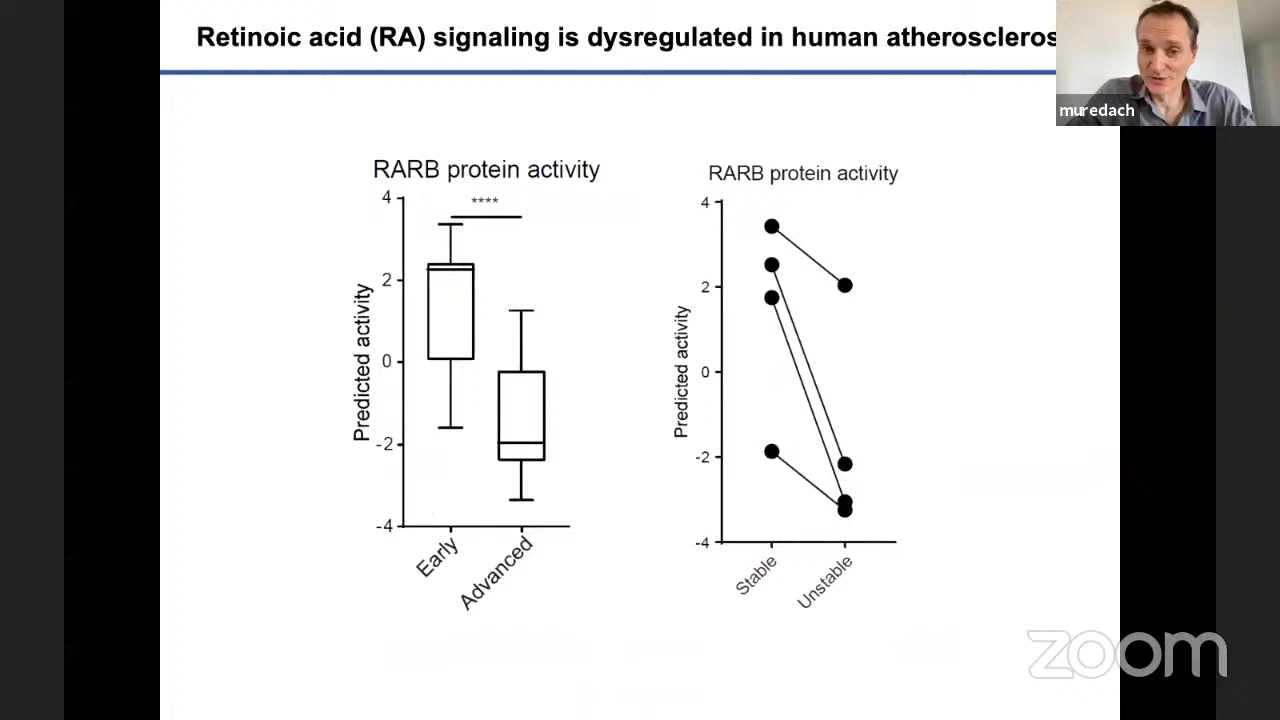 Retinoic acid (RA) signaling is dysregulated in human atheroscleros
muredach
RARB protein activity
****
Predicted activity
4
2
0
-2
-4
Early
Advanced
RARB protein activity
Predicted activity
4
2
0
-2
-4
Stable
Unstable
zoom